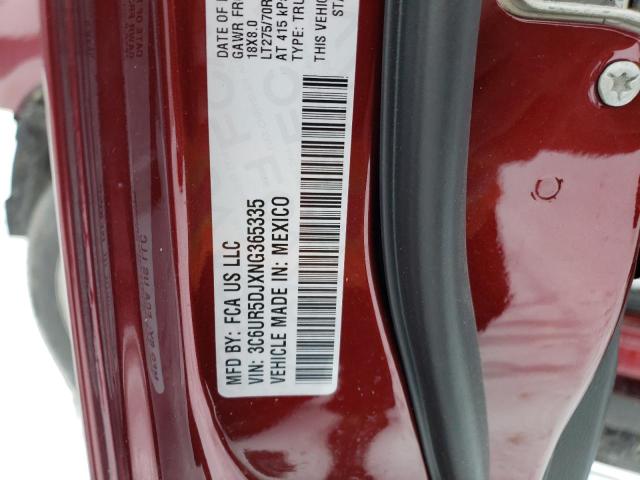 MFD BY: FCA US LLC
DATE OF
GAWR FR
VIN: 3C6UR5DJXNG365335
18X8.0
VEHICLE MADE IN: MEXICO
LT275/70R
AT 415 kPa
TYPE: TRU
THIS VEHIC